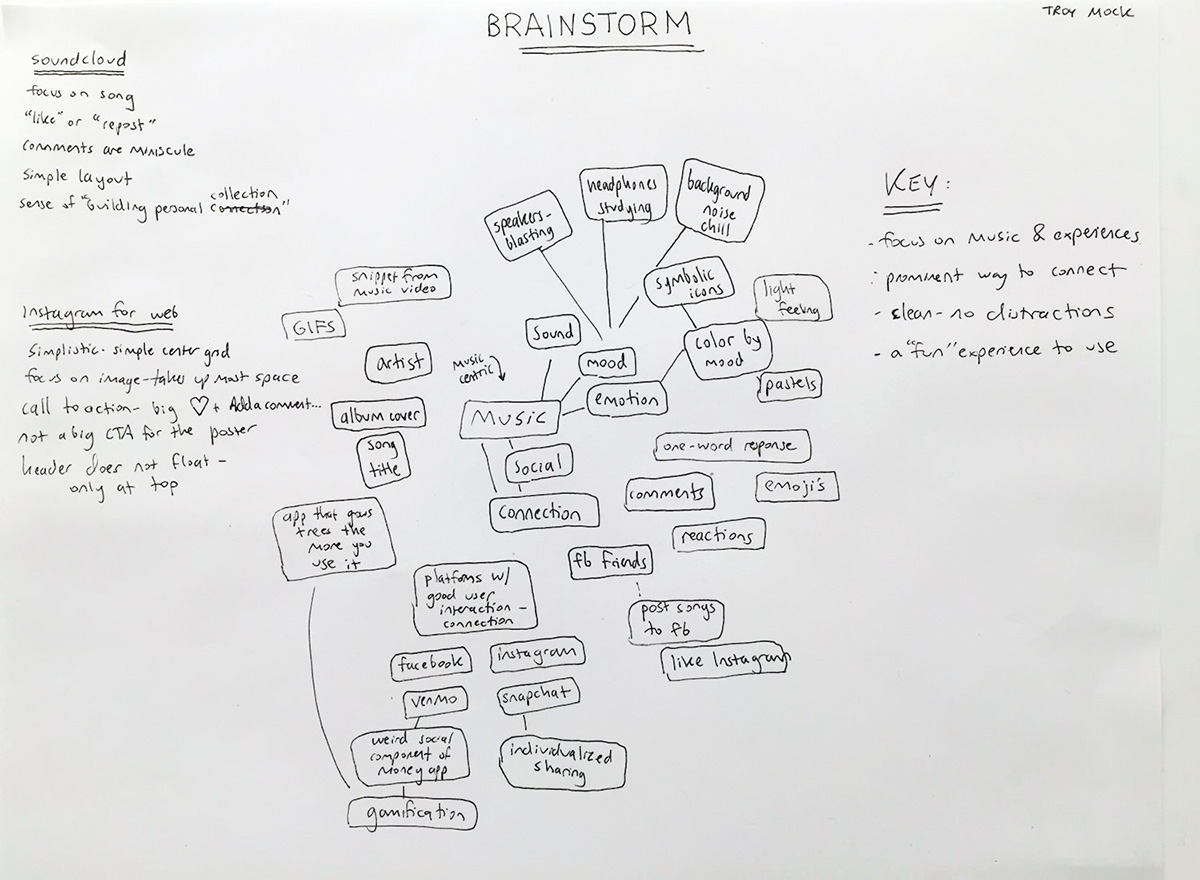 BRAINSTORM
TROY MOCK
Soundcloud
focus on song
"like" or "repost"
comments are miniscule
Simple layout
collection
sense of "building personal connectson"
Instagram for web
Simplistic - simple center grid
focus on image - takes up most space
call to action - big ♡ + Add a comment...
not a big CTA for the poster
header does not float -
only at top
speakers -
blasting
headphones
studying
background
noise
chill
snippet from
music video
GIFS
symbolic
icons
light
feeling
Sound
artist
music
centric
mood
color by
mood
pastels
emotion
album cover
MUSIC
song
title
social
one-word response
comments
emoji's
connection
reactions
app that grows
trees the
more you
use it
fb friends
platforms w/
good user
interaction -
connection
post songs
to fb
like Instagram
facebook
instagram
venmo
snapchat
weird social
component of
money app
individualized
sharing
gamification
KEY:
- focus on music & experiences
: prominent way to connect
- clean - no distractions
- a "fun" experience to use